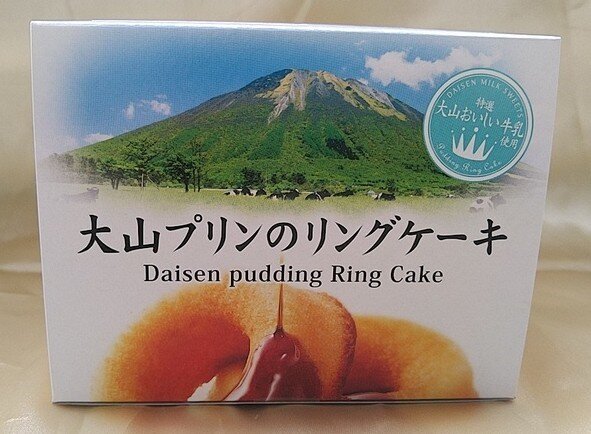 DAISEN MILK SWEETS
特選
大山おいしい牛乳
使用
Pudding Ring Cake
大山プリンのリングケーキ
Daisen pudding Ring Cake